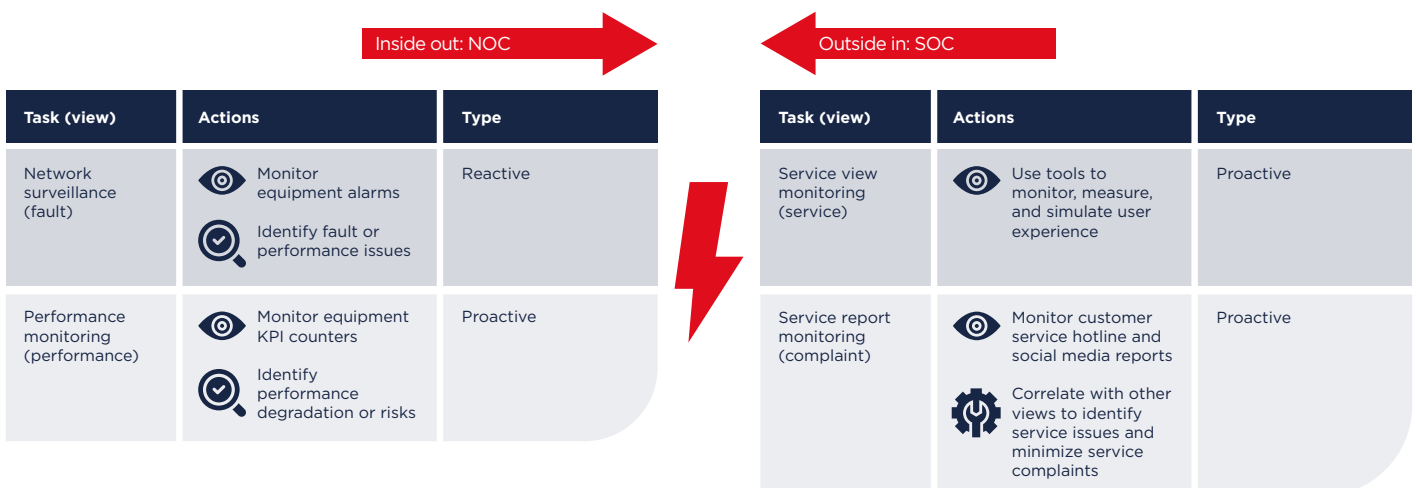 Inside out: NOC
Outside in: SOC
Task (view)
Actions
Type
Network
surveillance
(fault)
Monitor
equipment alarms
Identify fault or
performance issues
Reactive
Performance
monitoring
(performance)
Monitor equipment
KPI counters
Identify
performance
degradation or risks
Proactive
Task (view)
Actions
Type
Service view
monitoring
(service)
Use tools to
monitor, measure,
and simulate user
experience
Proactive
Service report
monitoring
(complaint)
Monitor customer
service hotline and
social media reports
Correlate with other
views to identify
service issues and
minimize service
complaints
Proactive